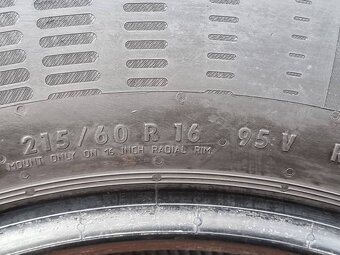 215/60 R 16 95 V R
MOUNT ONLY ON 16 INCH RADIAL RIM.